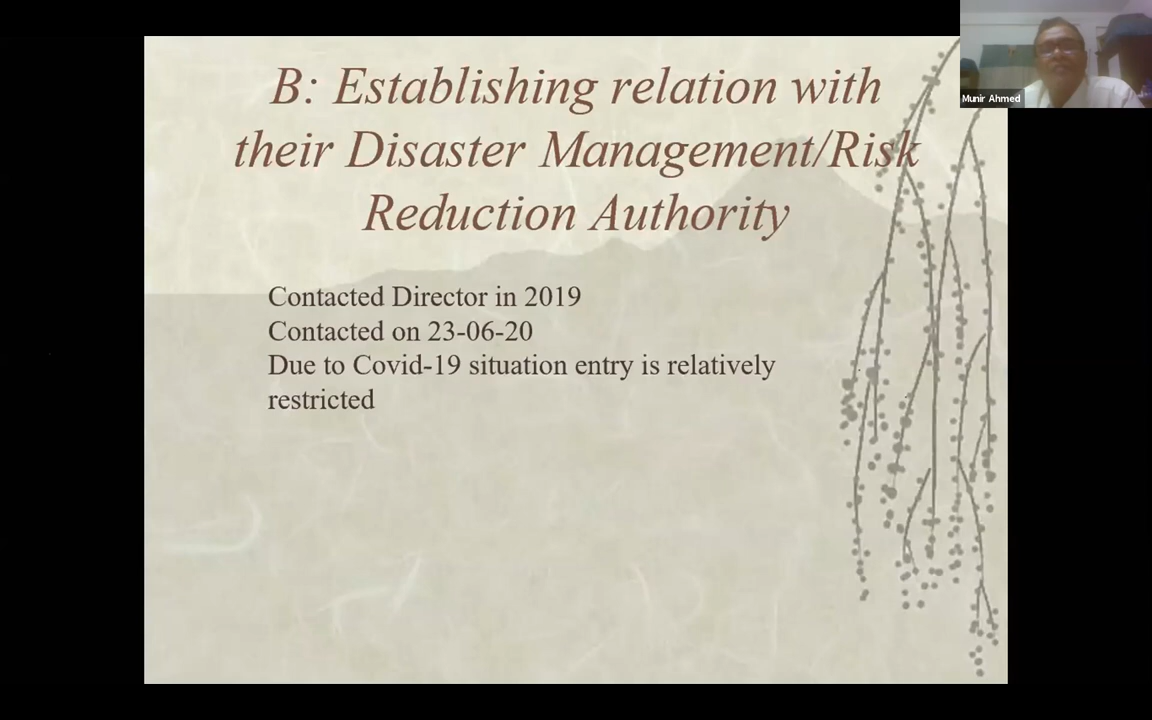 B: Establishing relation with
their Disaster Management/Risk
Reduction Authority
Contacted Director in 2019
Contacted on 23-06-20
Due to Covid-19 situation entry is relatively
restricted
Munir Ahmed